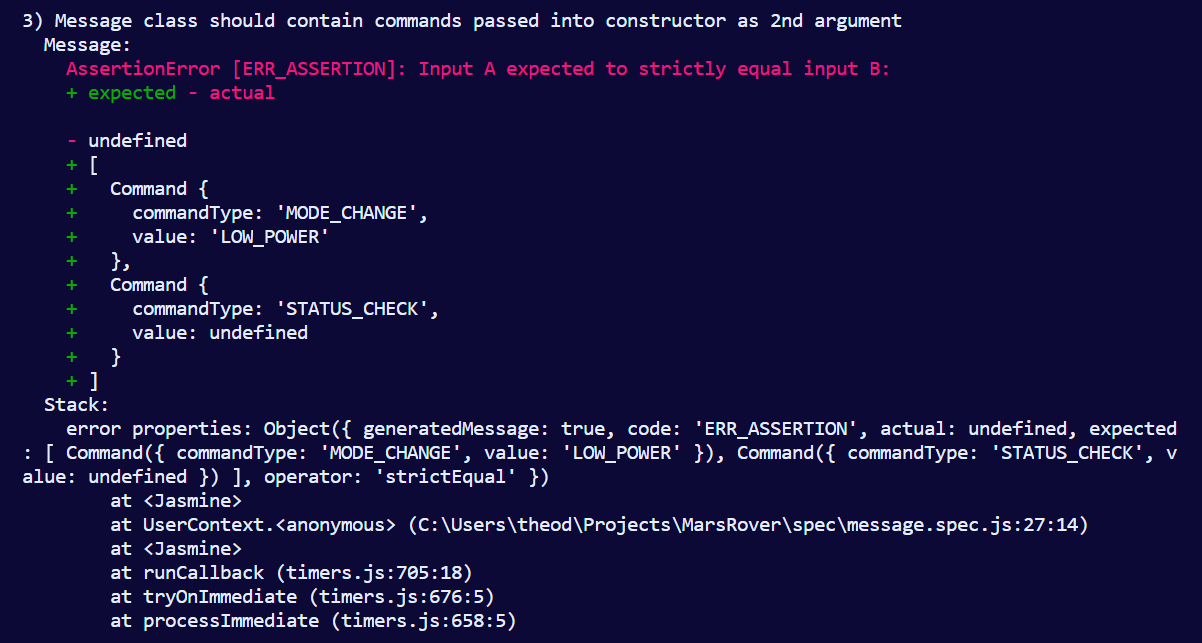 3) Message class should contain commands passed into constructor as 2nd argument
Message:
AssertionError [ERR_ASSERTION]: Input A expected to strictly equal input B:
+ expected - actual
- undefined
+ [
+   Command {
+     commandType: 'MODE_CHANGE',
+     value: 'LOW_POWER'
+   },
+   Command {
+     commandType: 'STATUS_CHECK',
+     value: undefined
+   }
+ ]
Stack:
error properties: Object({ generatedMessage: true, code: 'ERR_ASSERTION', actual: undefined, expected
: [ Command({ commandType: 'MODE_CHANGE', value: 'LOW_POWER' }), Command({ commandType: 'STATUS_CHECK', v
alue: undefined }) ], operator: 'strictEqual' })
at <Jasmine>
at UserContext.<anonymous> (C:\Users\theod\Projects\MarsRover\spec\message.spec.js:27:14)
at <Jasmine>
at runCallback (timers.js:705:18)
at tryOnImmediate (timers.js:676:5)
at processImmediate (timers.js:658:5)